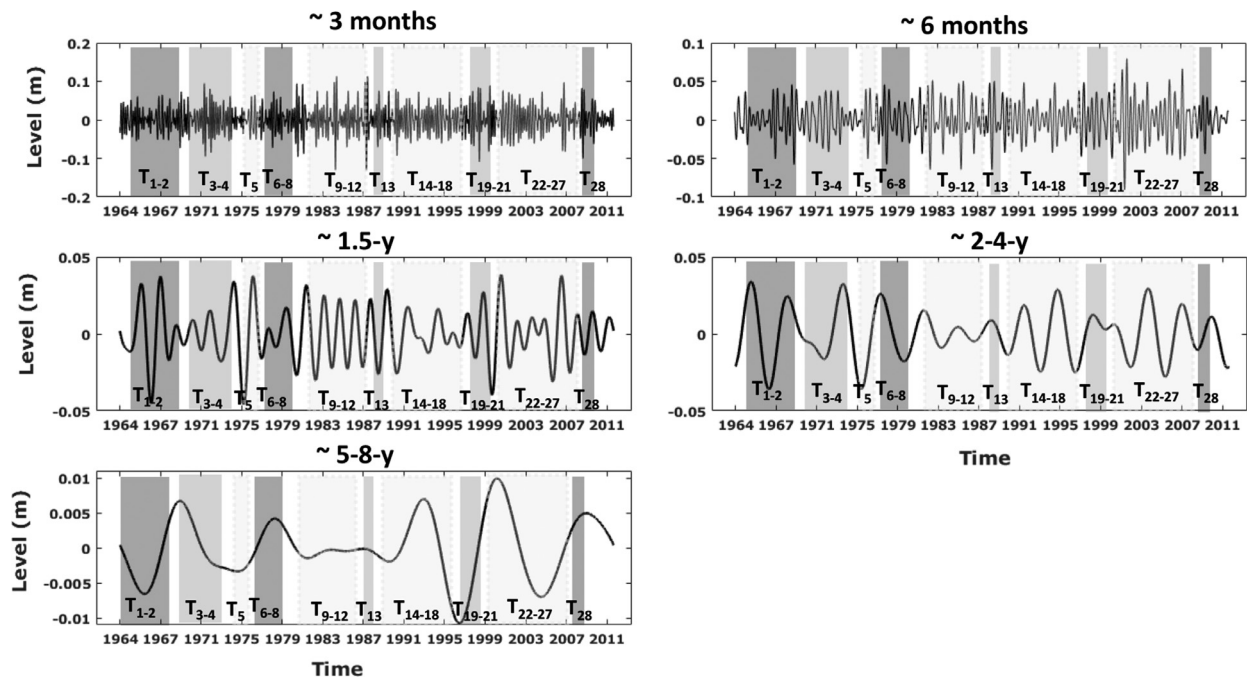 ~ 3 months
Level (m)
0.2
0.1
0
-0.1
-0.2
T1-2 T3-4 T5 T6-8 T9-12 T13 T14-18 T19-21 T22-27 T28
1964 1967 1971 1975 1979 1983 1987 1991 1995 1999 2003 2007 2011
~ 6 months
0.1
0.05
0
-0.05
-0.1
T1-2 T3-4 T5 T6-8 T9-12 T13 T14-18 T19-21 T22-27 T28
1964 1967 1971 1975 1979 1983 1987 1991 1995 1999 2003 2007 2011
~ 1.5-y
Level (m)
0.05
0
-0.05
T1-2 T3-4 T5 T6-8 T9-12 T13 T14-18 T19-21 T22-27 T28
1964 1967 1971 1975 1979 1983 1987 1991 1995 1999 2003 2007 2011
~ 2-4-y
0.05
0
-0.05
T1-2 T3-4 T5 T6-8 T9-12 T13 T14-18 T19-21 T22-27 T28
1964 1967 1971 1975 1979 1983 1987 1991 1995 1999 2003 2007 2011
Time
~ 5-8-y
Level (m)
0.01
0.005
0
-0.005
-0.01
T1-2 T3-4 T5 T6-8 T9-12 T13 T14-18 T19-21 T22-27 T28
1964 1967 1971 1975 1979 1983 1987 1991 1995 1999 2003 2007 2011
Time